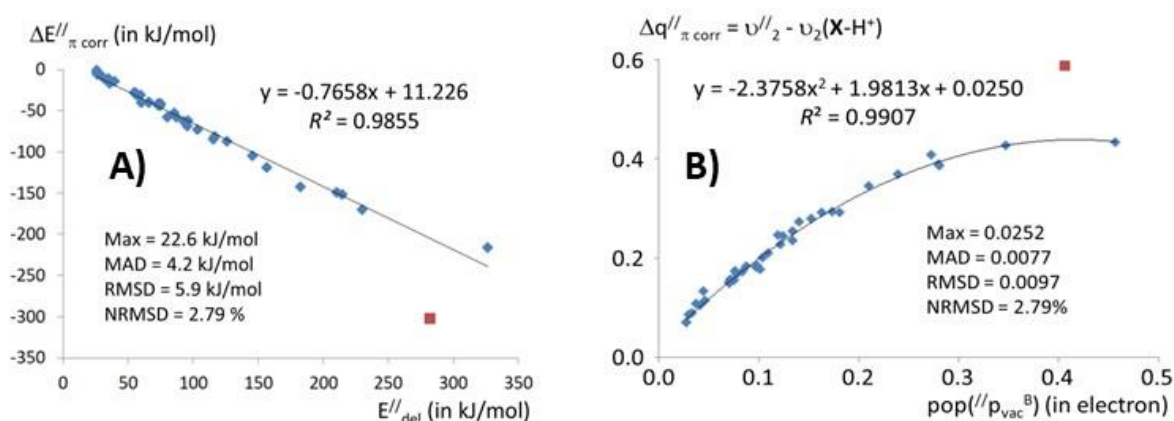 ΔE//π corr (in kJ/mol)
0
-50
-100
-150
-200
-250
-300
-350
y = -0.7658x + 11.226
R² = 0.9855
A)
Max = 22.6 kJ/mol
MAD = 4.2 kJ/mol
RMSD = 5.9 kJ/mol
NRMSD = 2.79 %
0 50 100 150 200 250 300 350
E//del (in kJ/mol)
Δq//π corr = υ//2 - υ2(X-H+)
0.6
0.4
0.2
0.0
y = -2.3758x² + 1.9813x + 0.0250
R² = 0.9907
B)
Max = 0.0252
MAD = 0.0077
RMSD = 0.0097
NRMSD = 2.79%
0.0 0.1 0.2 0.3 0.4 0.5
pop(//pvacB) (in electron)